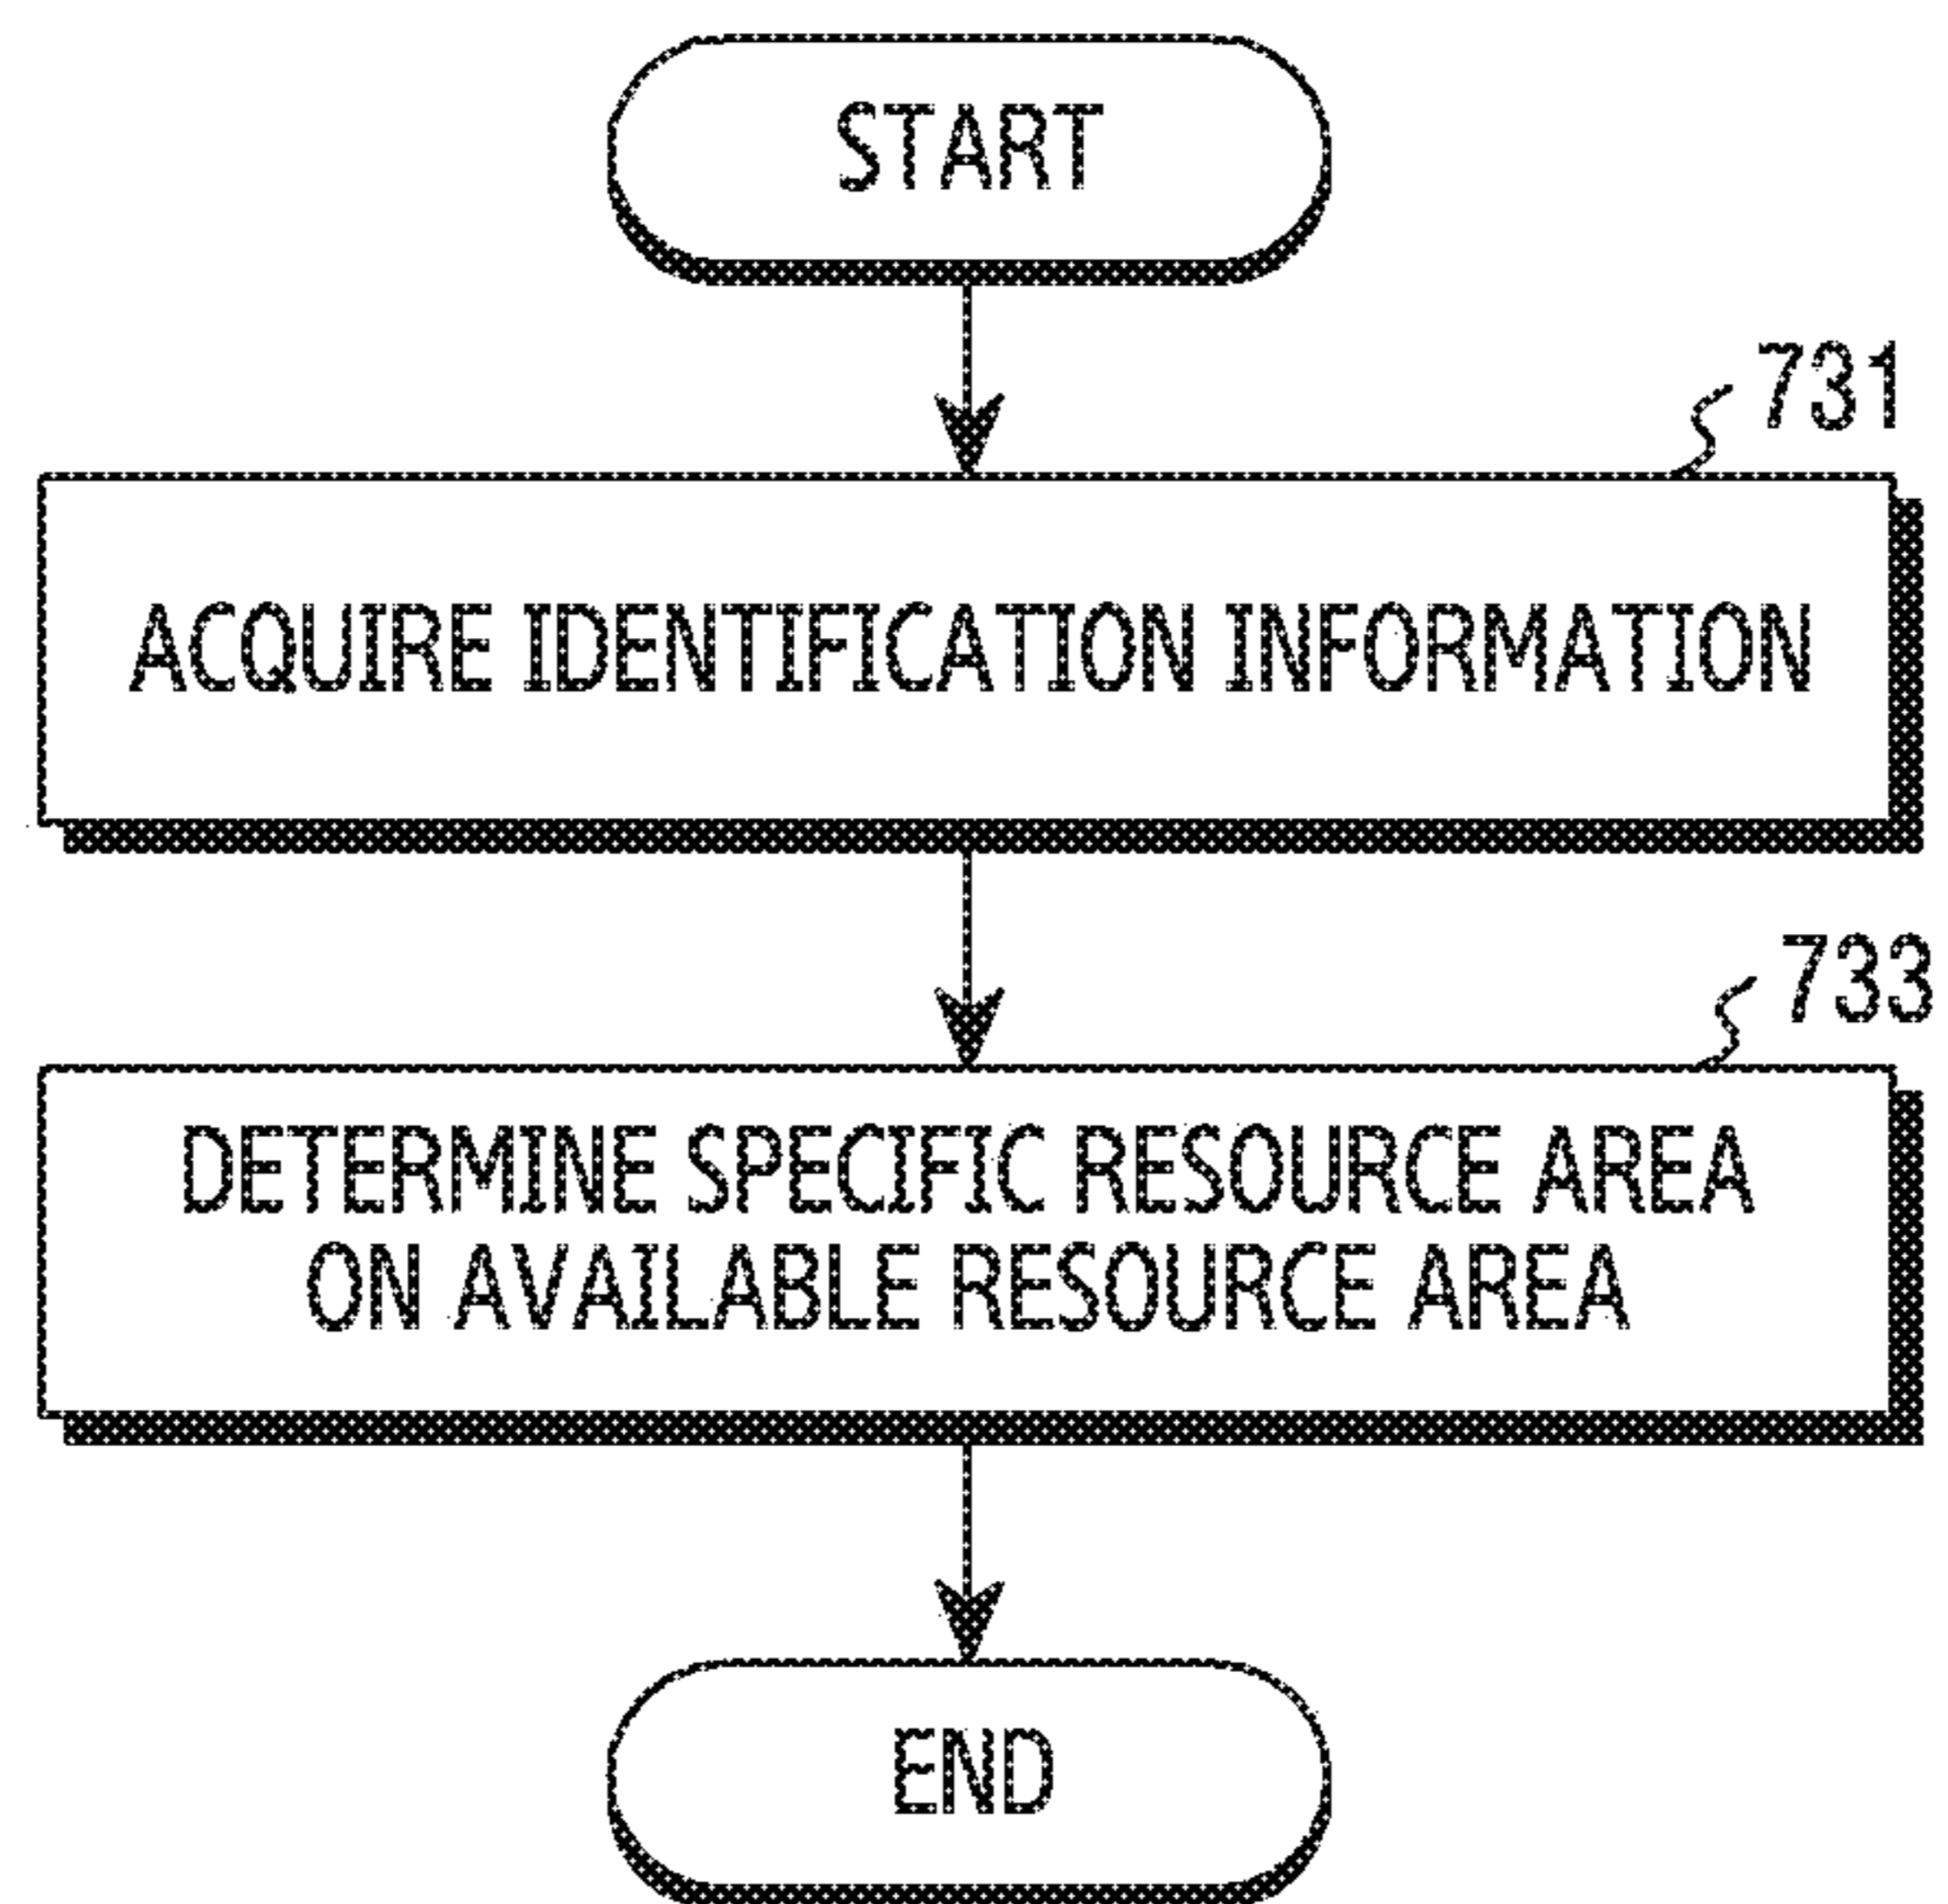 START
731
ACQUIRE IDENTIFICATION INFORMATION
733
DETERMINE SPECIFIC RESOURCE AREA
ON AVAILABLE RESOURCE AREA
END